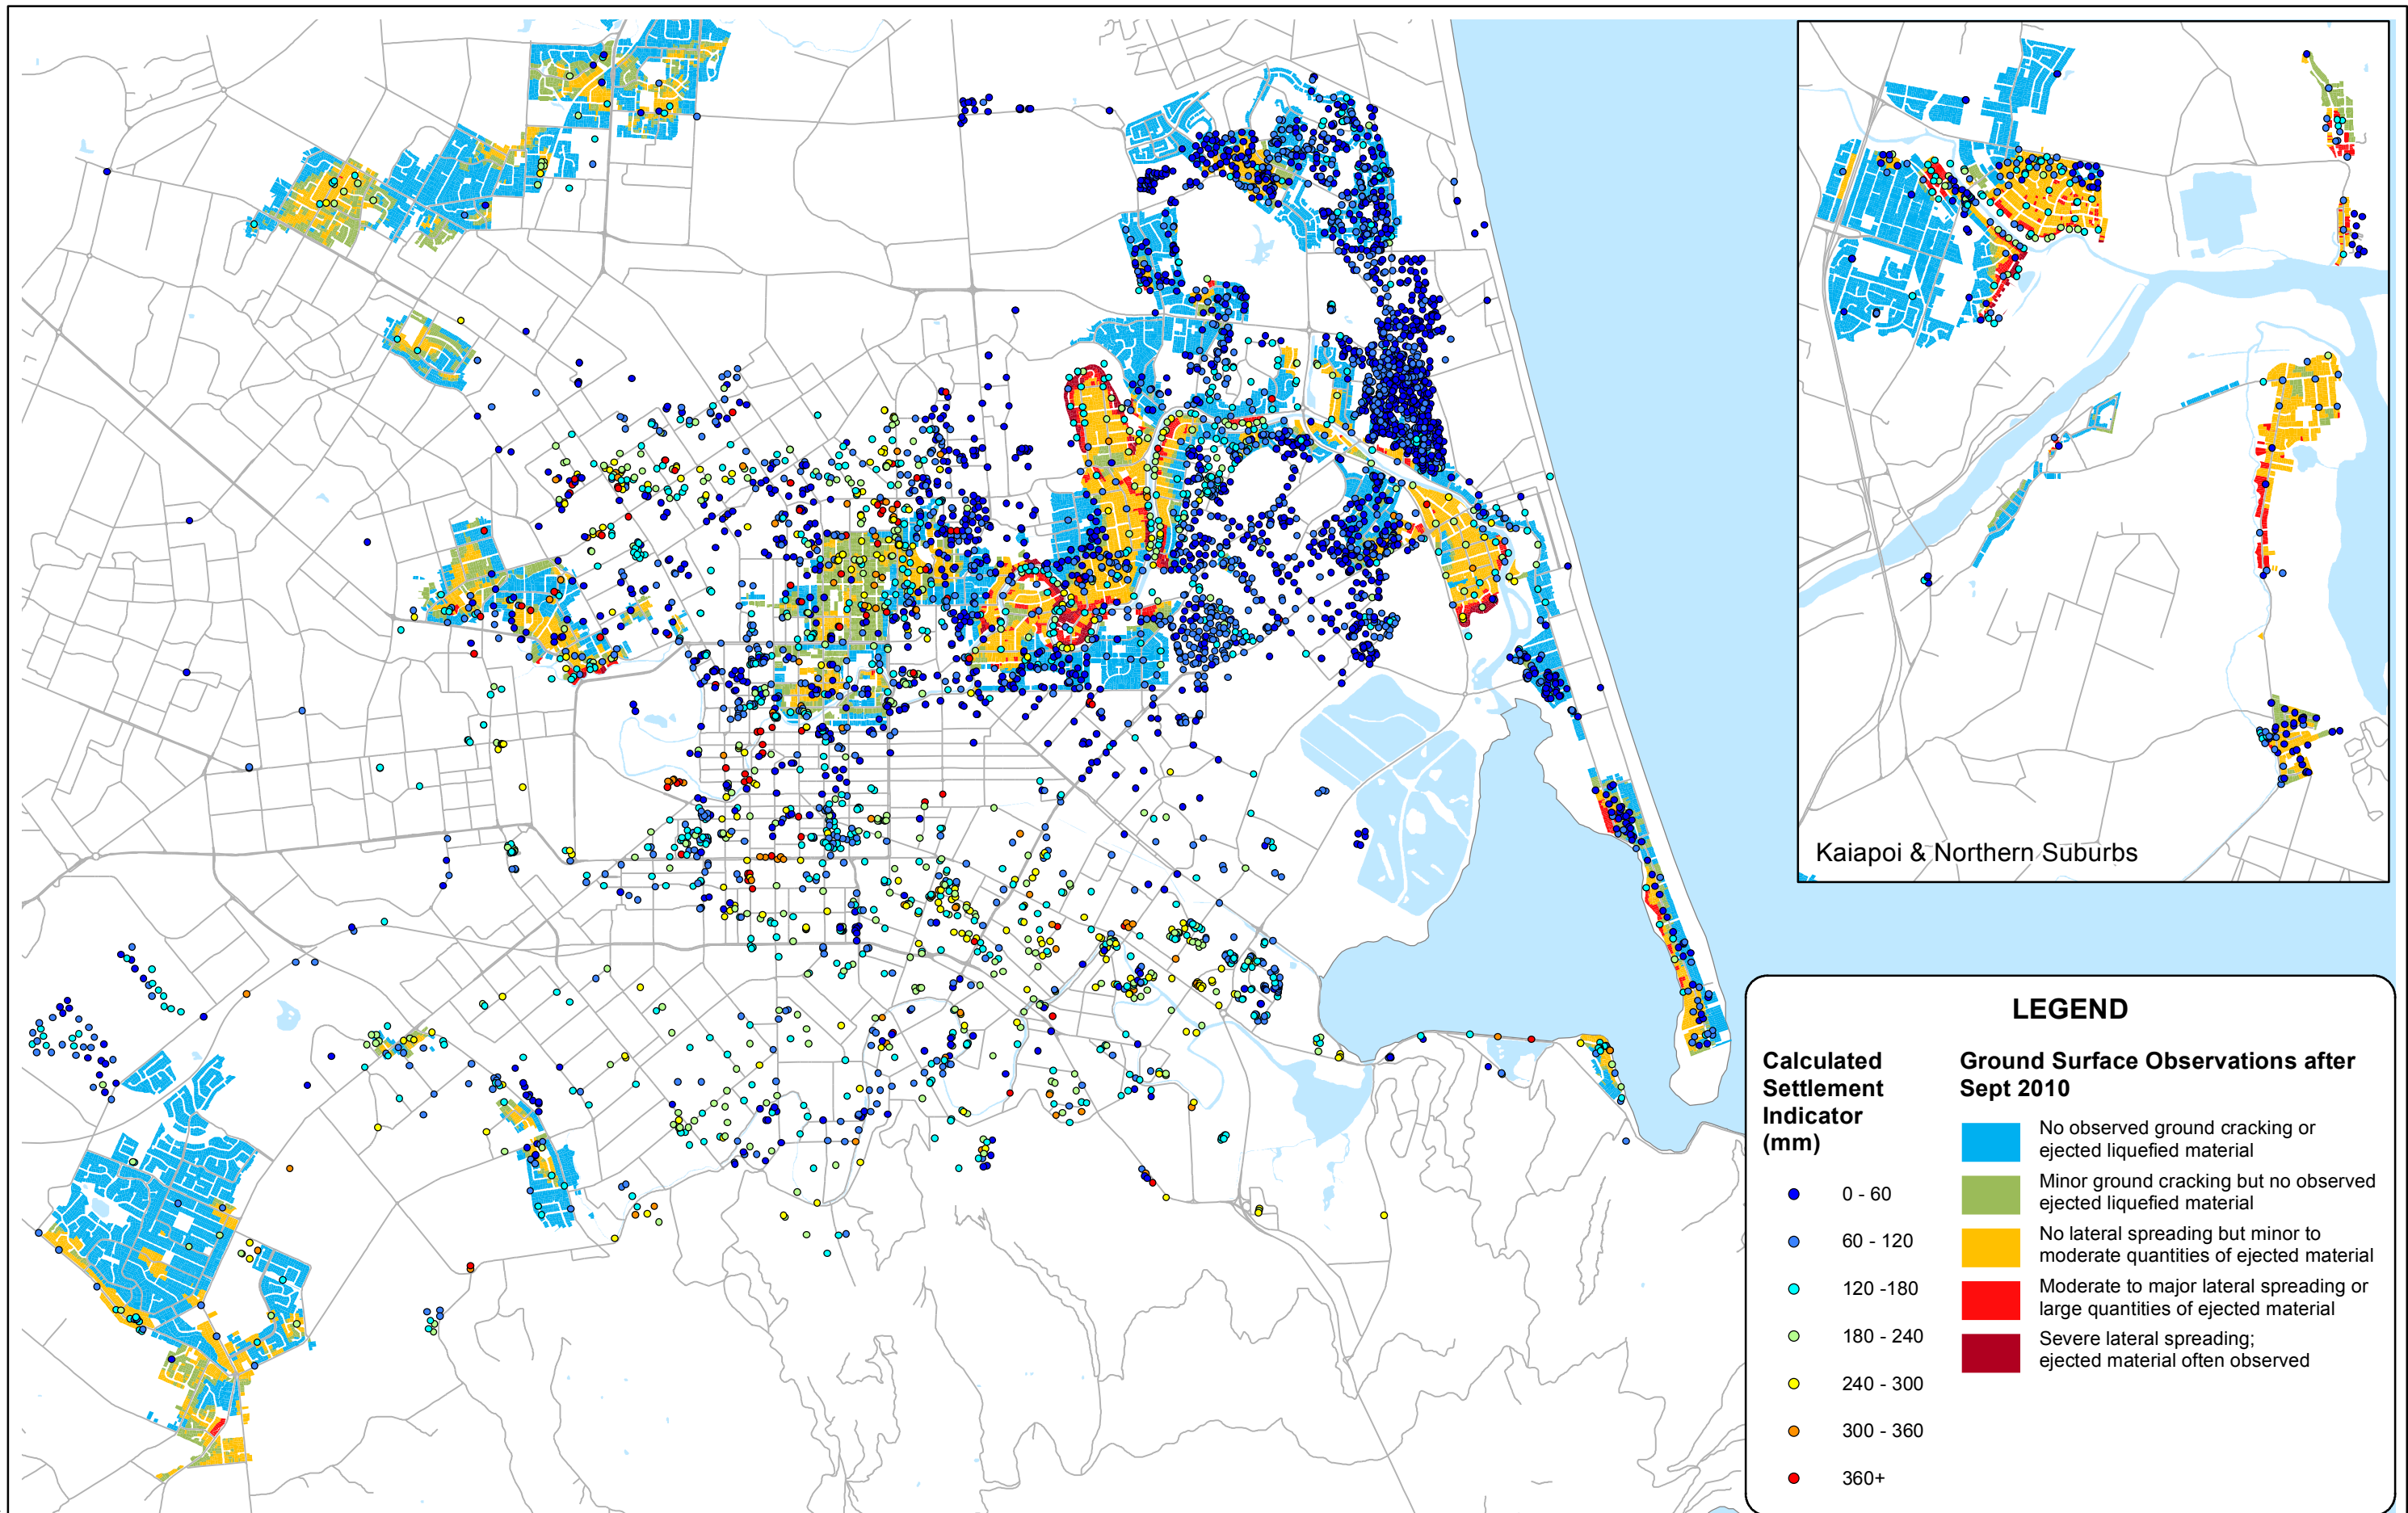 Kaiapoi & Northern Suburbs
LEGEND
Calculated
Settlement
Indicator
(mm)
0 - 60
60 - 120
120 -180
180 - 240
240 - 300
300 - 360
360+
Ground Surface Observations after
Sept 2010
No observed ground cracking or
ejected liquefied material
Minor ground cracking but no observed
ejected liquefied material
No lateral spreading but minor to
moderate quantities of ejected material
Moderate to major lateral spreading or
large quantities of ejected material
Severe lateral spreading;
ejected material often observed